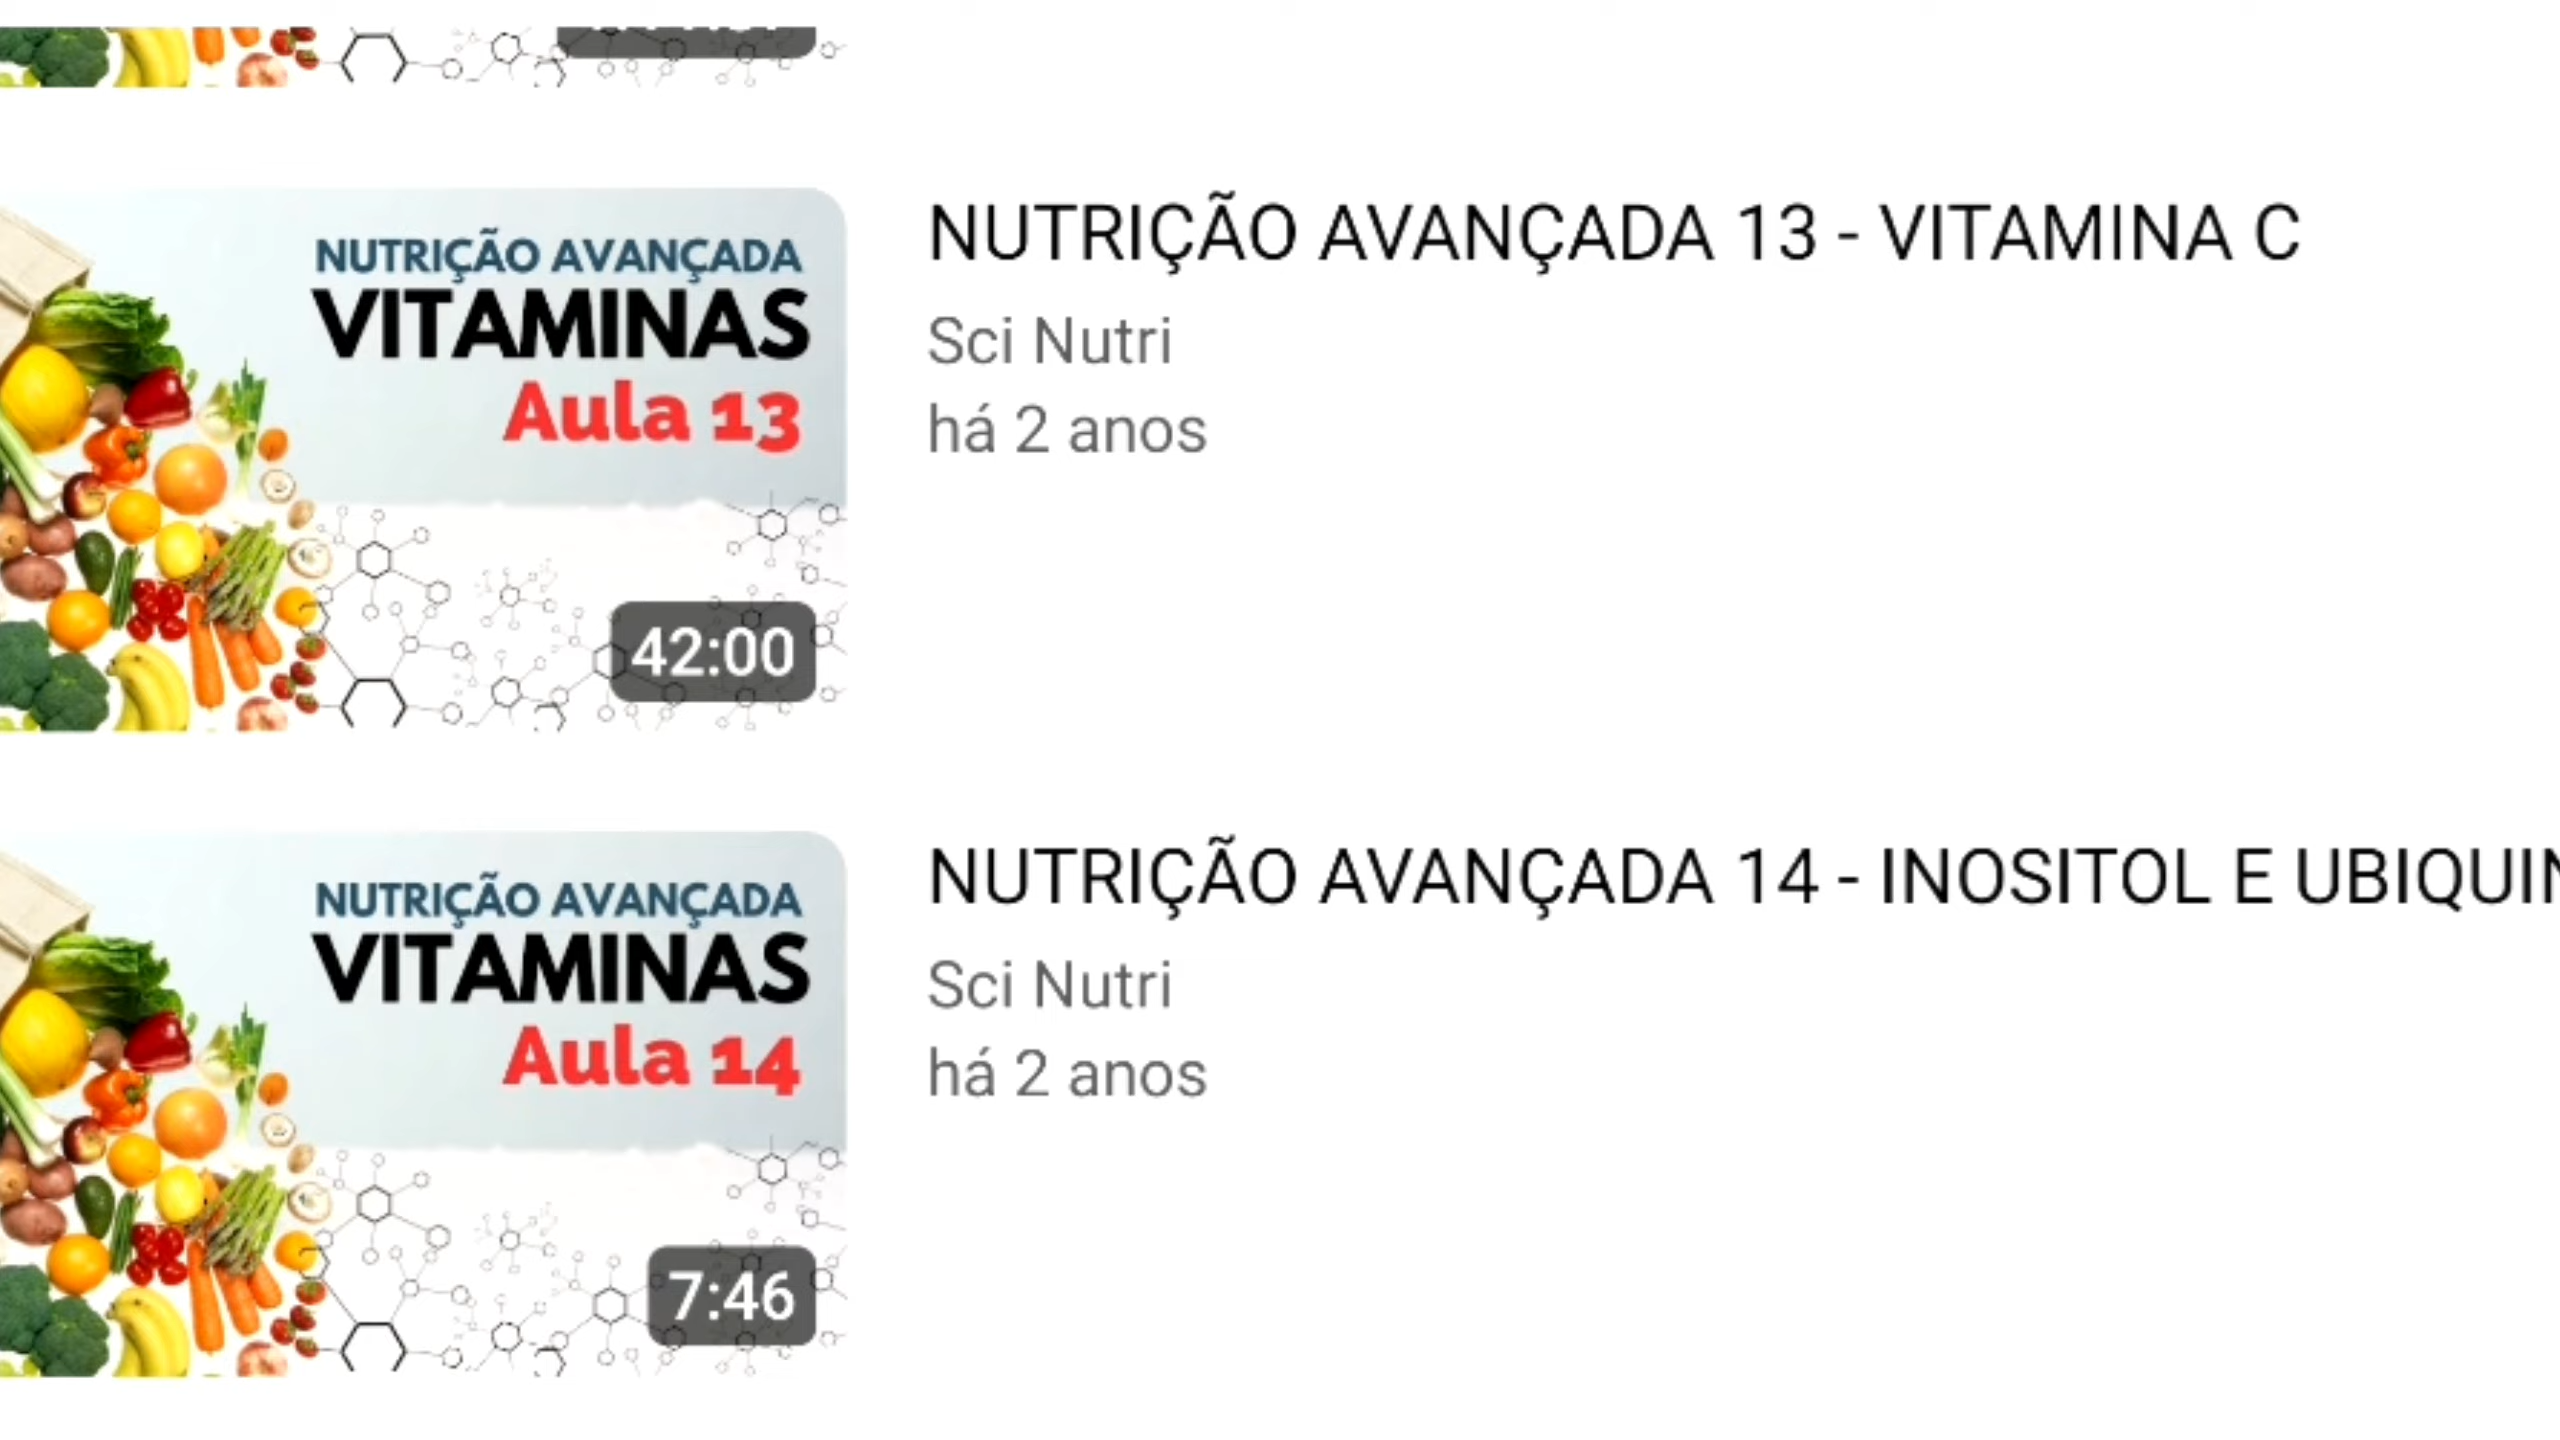 NUTRIÇÃO AVANÇADA
VITAMINAS
Aula 13
42:00
NUTRIÇÃO AVANÇADA 13 - VITAMINA C
Sci Nutri
há 2 anos
NUTRIÇÃO AVANÇADA
VITAMINAS
Aula 14
7:46
NUTRIÇÃO AVANÇADA 14 - INOSITOL E
Sci Nutri
há 2 anos